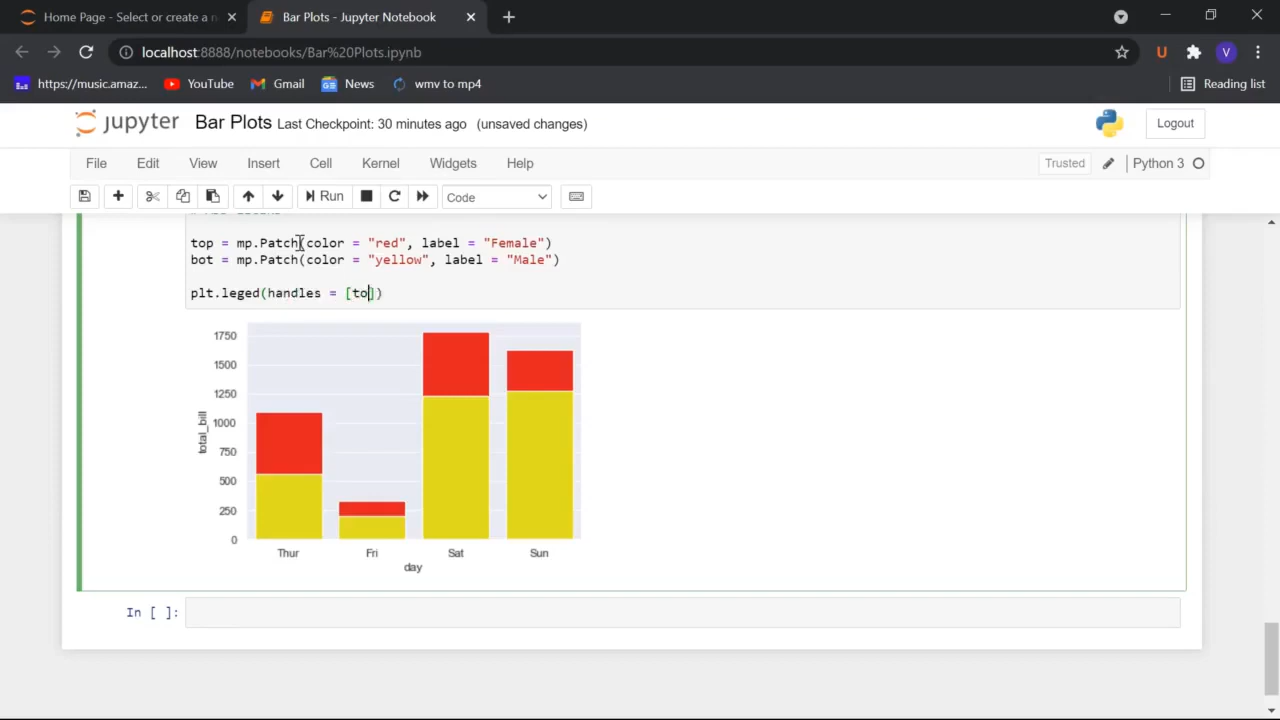 Home Page - Select or create a n
Bar Plots - Jupyter Notebook
localhost:8888/notebooks/Bar%20Plots.ipynb
U
V
https://music.amaz...
YouTube
Gmail
News
wmv to mp4
Reading list
jupyter
Bar Plots Last Checkpoint: 30 minutes ago (unsaved changes)
Logout
File Edit View Insert Cell Kernel Widgets Help
Trusted
Python 3
Run
Code
top = mp.Patch(color = "red", label = "Female")
bot = mp.Patch(color = "yellow", label = "Male")
plt.leged(handles = [to])
1750
1500
1250
1000
750
500
250
0
total_bill
Thur Fri Sat Sun
day
In [ ]: